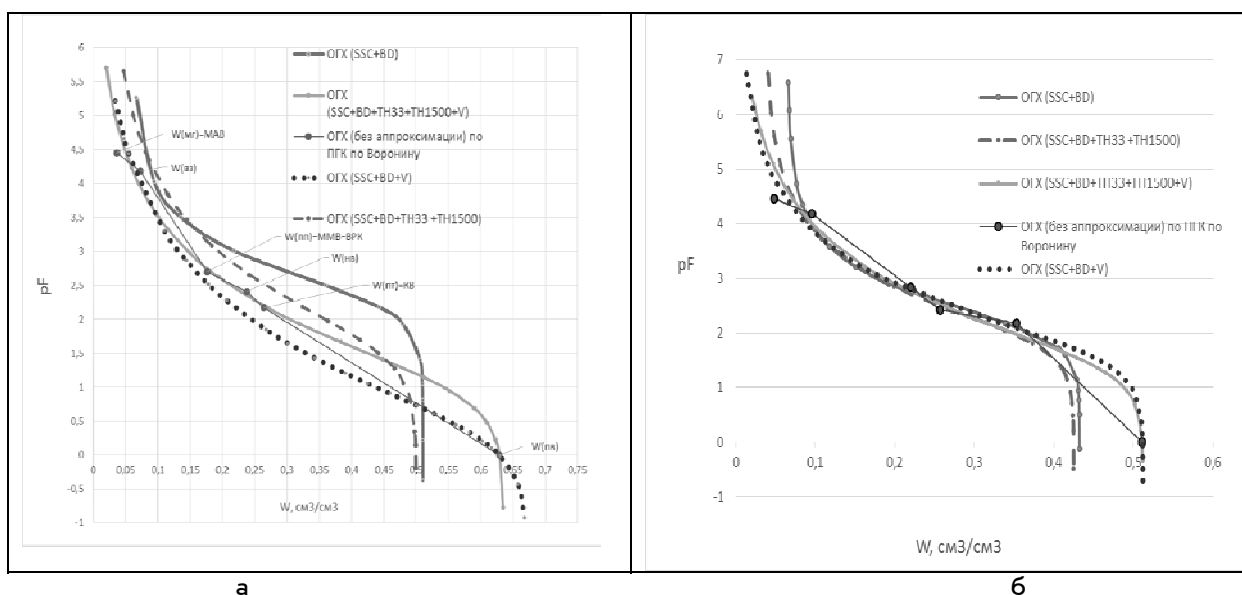 6
5,5
5
4,5
4
3,5
3
2,5
2
1,5
1
0,5
0
-0,5
-1
pF
0
0,05
0,1
0,15
0,2
0,25
0,3
0,35
0,4
0,45
0,5
0,55
0,6
0,65
0,7
0,75
W, см3/см3
ОГХ (SSC+BD)
ОГХ
(SSC+BD+TH33+TH1500+V)
ОГХ (без аппроксимации) по
ПГК по Воронину
ОГХ (SSC+BD+V)
ОГХ (SSC+BD+TH33 +TH1500)
W(мг)-МАВ
W(вз)
W(пп)-ММВ-ВРК
W(нв)
W(пт)-КВ
W(пв)
7
6
5
4
3
2
1
0
-1
pF
0
0,1
0,2
0,3
0,4
0,5
0,6
W, см3/см3
ОГХ (SSC+BD)
ОГХ (SSC+BD+TH33 +TH1500)
ОГХ (SSC+BD+TH33+TH1500+V)
ОГХ (без аппроксимации) по ПГК по
Воронину
ОГХ (SSC+BD+V)
а
б